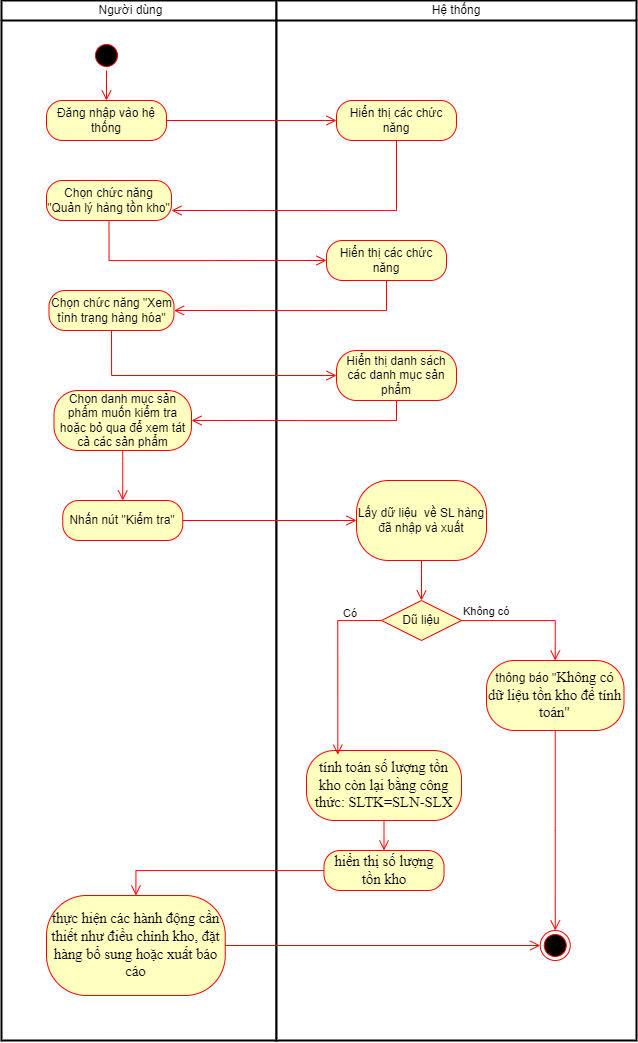 Người dùng
Hệ thống
Đăng nhập vào hệ
thống
Hiển thị các chức
năng
Chọn chức năng
"Quản lý hàng tồn kho"
Hiển thị các chức
năng
Chọn chức năng "Xem
tình trạng hàng hóa"
Hiển thị danh sách
các danh mục sản
phẩm
Chọn danh mục sản
phẩm muốn kiểm tra
hoặc bỏ qua để xem tát
cả các sản phẩm
Nhấn nút "Kiểm tra"
Lấy dữ liệu về SL hàng
đã nhập và xuất
Dũ liệu
Có
Không có
thông báo "Không có
dữ liệu tồn kho để tính
toán"
tính toán số lượng tồn
kho còn lại bằng công
thức: SLTK=SLN-SLX
hiển thị số lượng
tồn kho
thực hiện các hành động cần
thiết như điều chỉnh kho, đặt
hàng bổ sung hoặc xuất báo
cáo